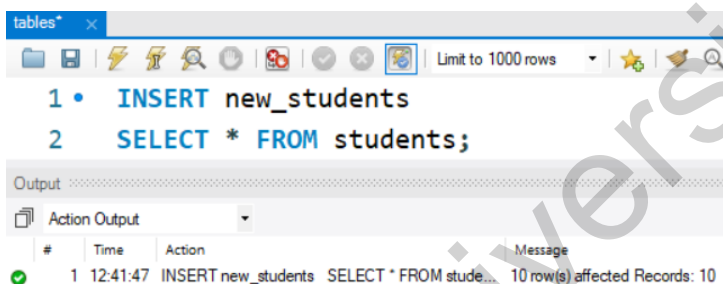 tables*
Limit to 1000 rows
1 INSERT new_students
2 SELECT * FROM students;
Output
Action Output
# Time Action Message
1 12:41:47 INSERT new_students SELECT * FROM stude... 10 row(s) affected Records: 10